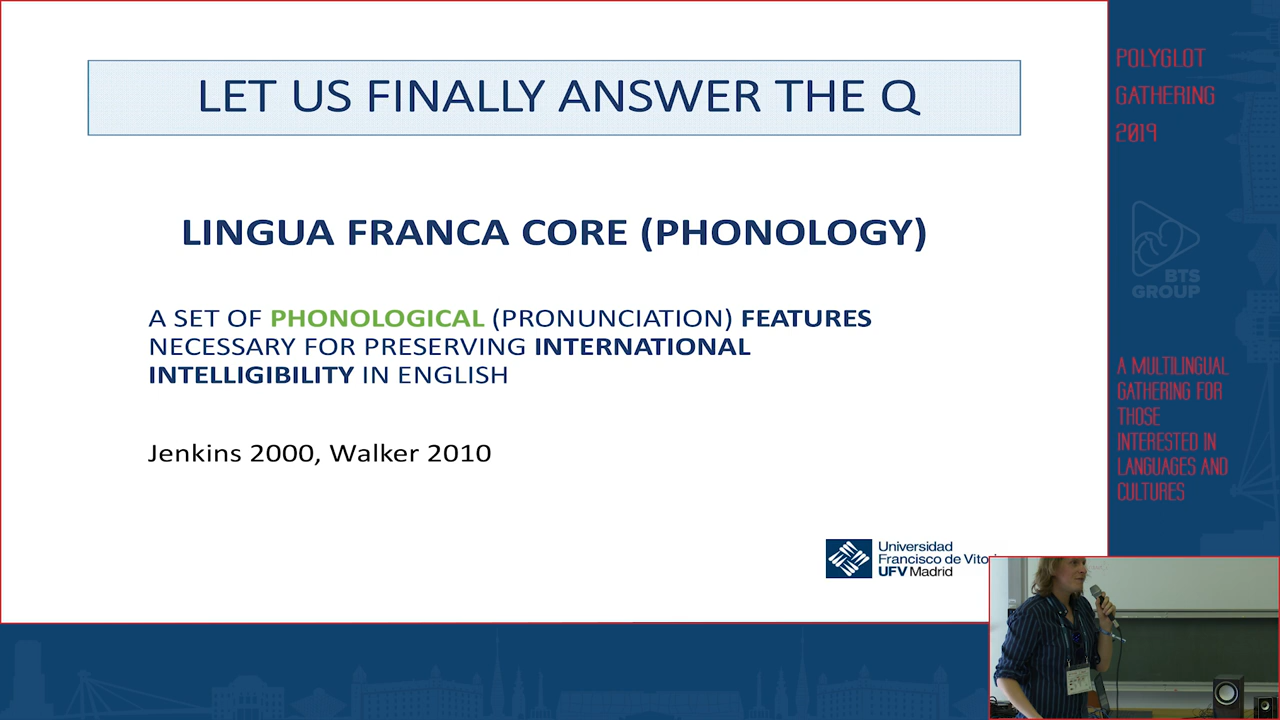 LET US FINALLY ANSWER THE Q
LINGUA FRANCA CORE (PHONOLOGY)
A SET OF PHONOLOGICAL (PRONUNCIATION) FEATURES
NECESSARY FOR PRESERVING INTERNATIONAL
INTELLIGIBILITY IN ENGLISH
Jenkins 2000, Walker 2010
Universidad
Francisco de
UFV Madrid
POLYGLOT
GATHERING
2019
BTS
GROUP
A MULTILINGUAL
GATHERING FOR
THOSE
INTERESTED IN
LANGUAGES AND
CULTURES